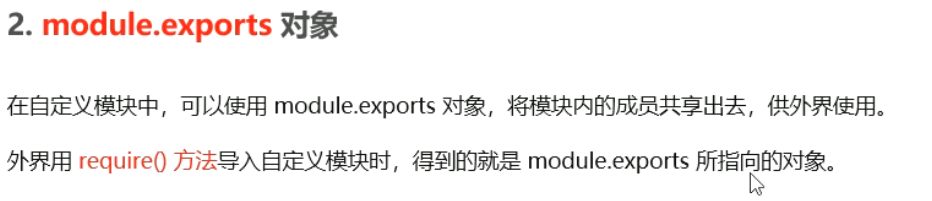 2. module.exports 对象
在自定义模块中，可以使用 module.exports 对象，将模块内的成员共享出去，供外界使用。
外界用 require() 方法导入自定义模块时，得到的就是 module.exports 所指向的对象。